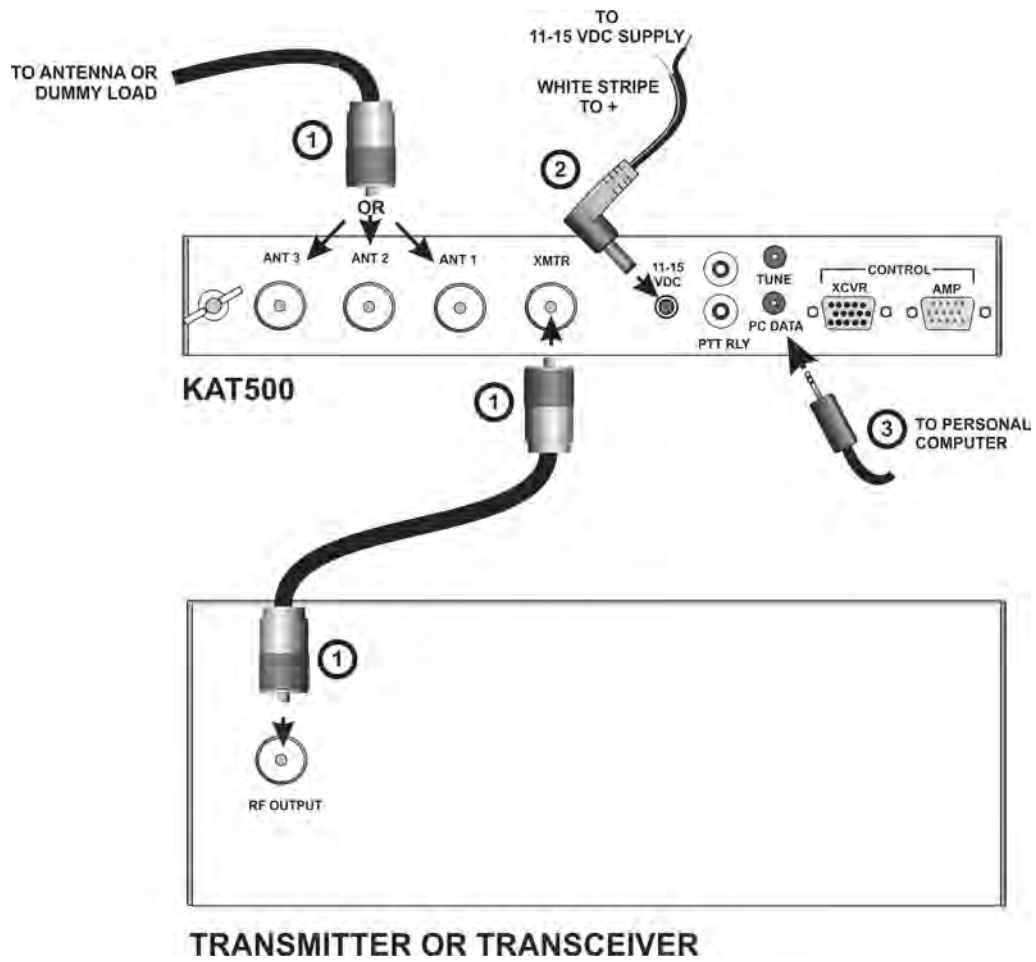 TO
11-15 VDC SUPPLY
TO ANTENNA OR
DUMMY LOAD
WHITE STRIPE
TO +
1
2
OR
ANT 3
ANT 2
ANT 1
XMTR
11-15
VDC
TUNE
PC DATA
PTT RLY
CONTROL
XCVR
AMP
KAT500
1
3
TO PERSONAL
COMPUTER
1
RF OUTPUT
TRANSMITTER OR TRANSCEIVER